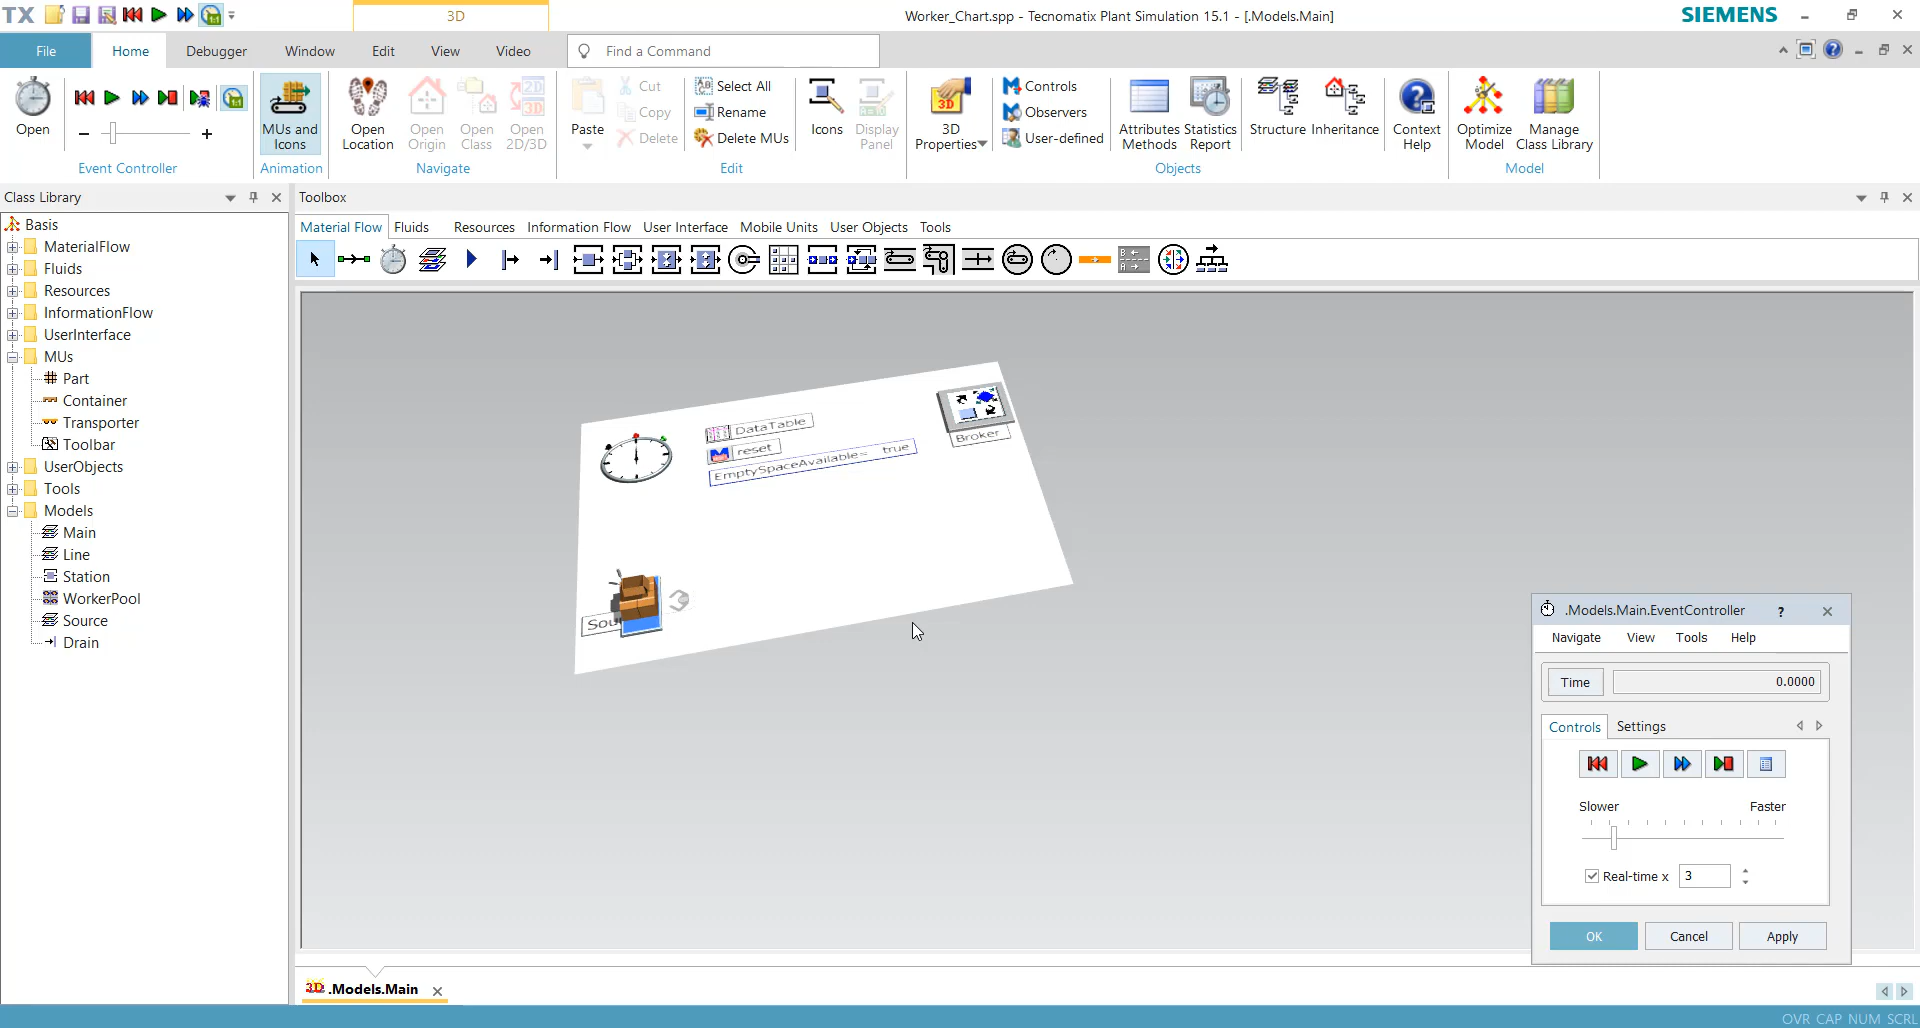 TX
3D
Worker_Chart.spp - Tecnomatix Plant Simulation 15.1 - [.Models.Main]
SIEMENS
File
Home
Debugger
Window
Edit
View
Video
Find a Command
Open
Event Controller
MUs and Icons
Animation
Open Location
Open Origin
Open Class
Open 2D/3D
Navigate
Paste
Cut
Copy
Delete
Select All
Rename
Delete MUs
Edit
Icons
Display Panel
3D Properties
Controls
Observers
User-defined
Attributes Methods
Statistics Report
Objects
Structure
Inheritance
Context Help
Optimize Model
Manage Class Library
Model
Class Library
Basis
MaterialFlow
Fluids
Resources
InformationFlow
UserInterface
MUs
Part
Container
Transporter
Toolbar
UserObjects
Tools
Models
Main
Line
Station
WorkerPool
Source
Drain
Toolbox
Material Flow
Fluids
Resources
Information Flow
User Interface
Mobile Units
User Objects
Tools
DataTable
reset
EmptySpaceAvailable= true
Broker
Sou
.Models.Main.EventController
?
Navigate
View
Tools
Help
Time
0.0000
Controls
Settings
Slower
Faster
Real-time x
3
OK
Cancel
Apply
3D .Models.Main
OVR CAP NUM SCRL